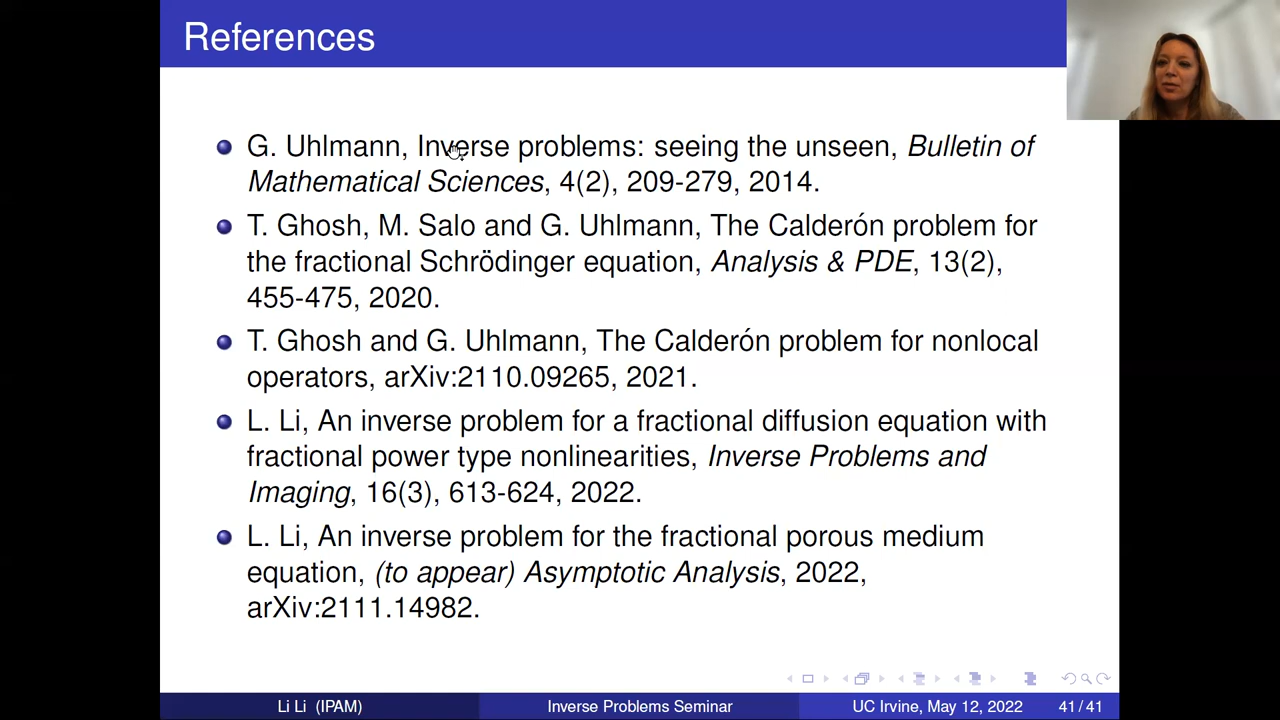 References
G. Uhlmann, Inverse problems: seeing the unseen, Bulletin of
Mathematical Sciences, 4(2), 209-279, 2014.
T. Ghosh, M. Salo and G. Uhlmann, The Calderón problem for
the fractional Schrödinger equation, Analysis & PDE, 13(2),
455-475, 2020.
T. Ghosh and G. Uhlmann, The Calderón problem for nonlocal
operators, arXiv:2110.09265, 2021.
L. Li, An inverse problem for a fractional diffusion equation with
fractional power type nonlinearities, Inverse Problems and
Imaging, 16(3), 613-624, 2022.
L. Li, An inverse problem for the fractional porous medium
equation, (to appear) Asymptotic Analysis, 2022,
arXiv:2111.14982.
Li Li (IPAM) Inverse Problems Seminar UC Irvine, May 12, 2022 41 / 41